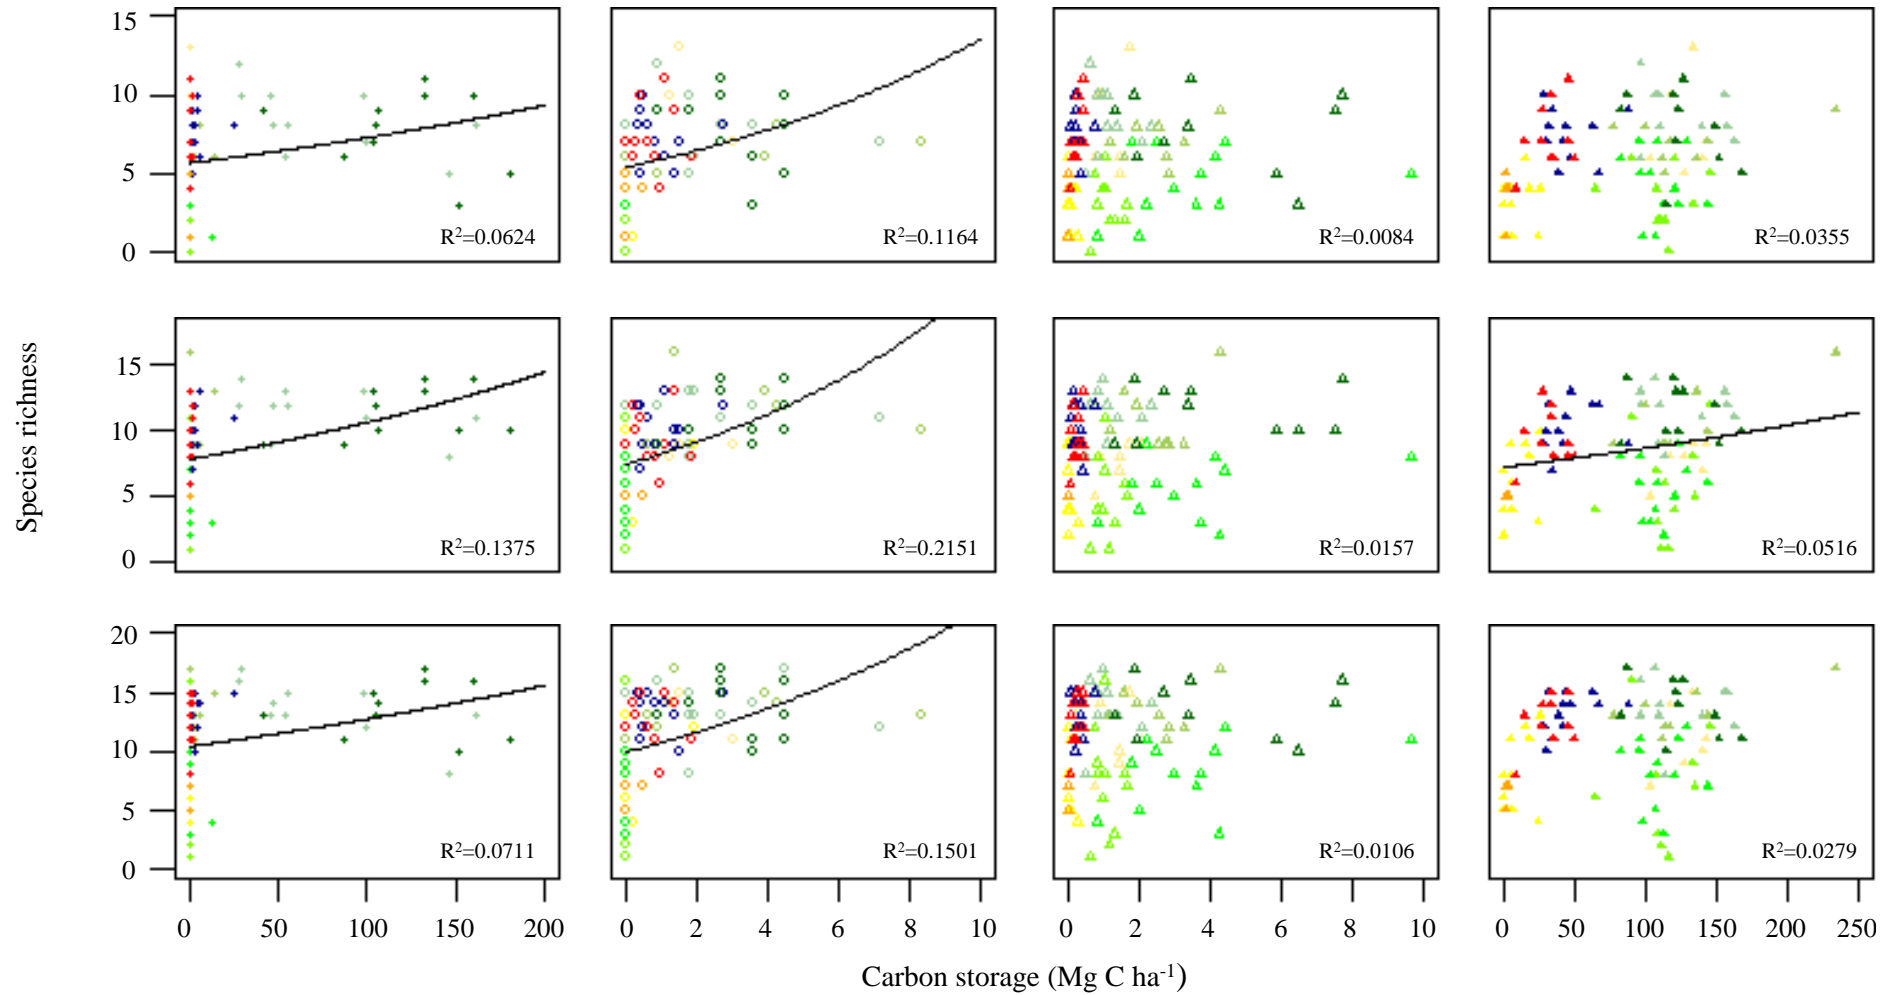 15
10
5
0
R²=0.0624
R²=0.1164
R²=0.0084
R²=0.0355
Species richness
15
10
5
0
R²=0.1375
R²=0.2151
R²=0.0157
R²=0.0516
20
15
10
5
0
R²=0.0711
R²=0.1501
R²=0.0106
R²=0.0279
0 50 100 150 200
0 2 4 6 8 10
0 2 4 6 8 10
0 50 100 150 200 250
Carbon storage (Mg C ha⁻¹)